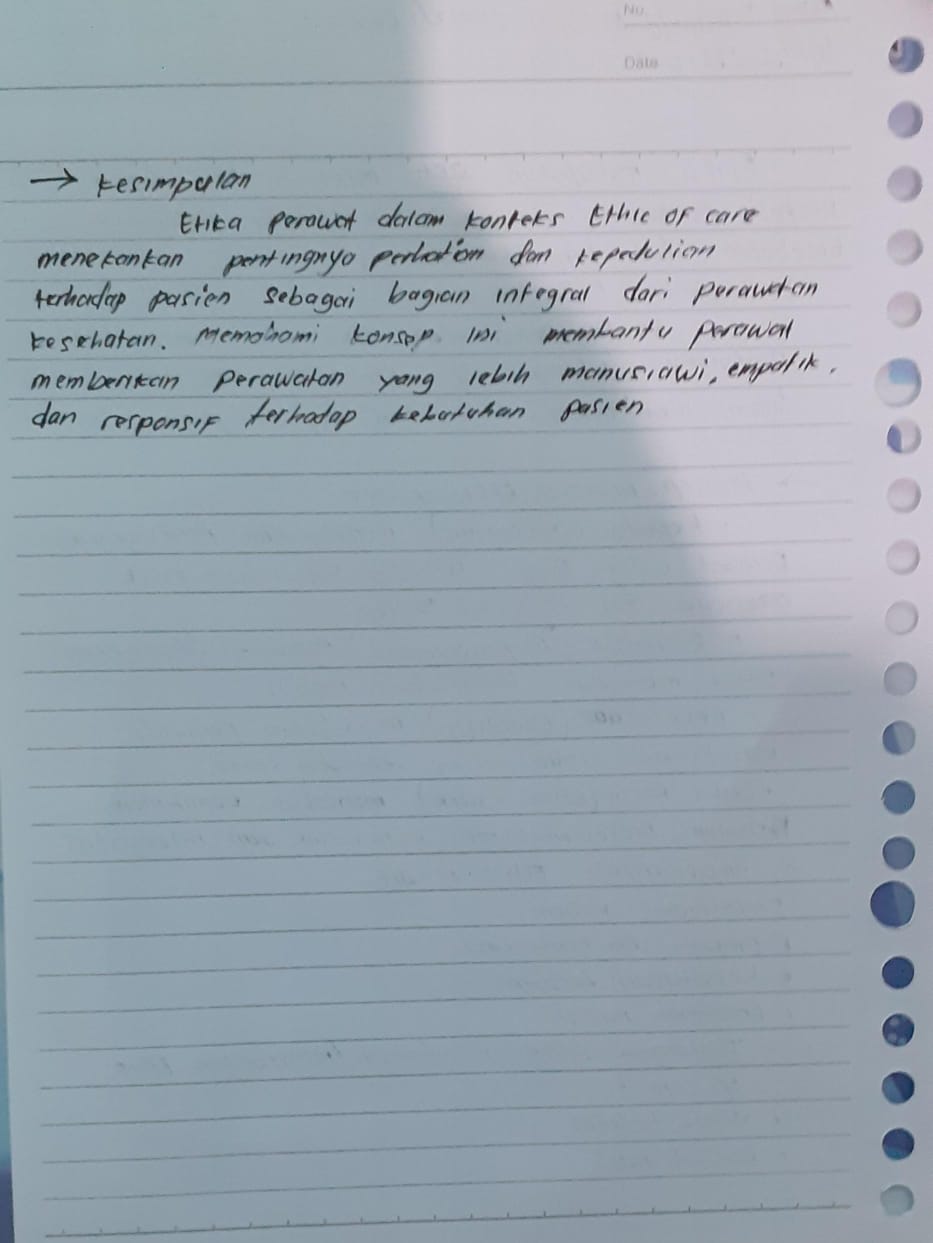 No.
Date
→ Kesimpulan
Etika perawat dalam konteks Ethic of care
menekankan pentingnya perhatian dan kepedulian
terhadap pasien sebagai bagian integral dari perawatan
kesehatan. Memahami konsep ini membantu perawat
memberikan perawatan yang lebih manusiawi, empatik,
dan responsif terhadap kebutuhan pasien